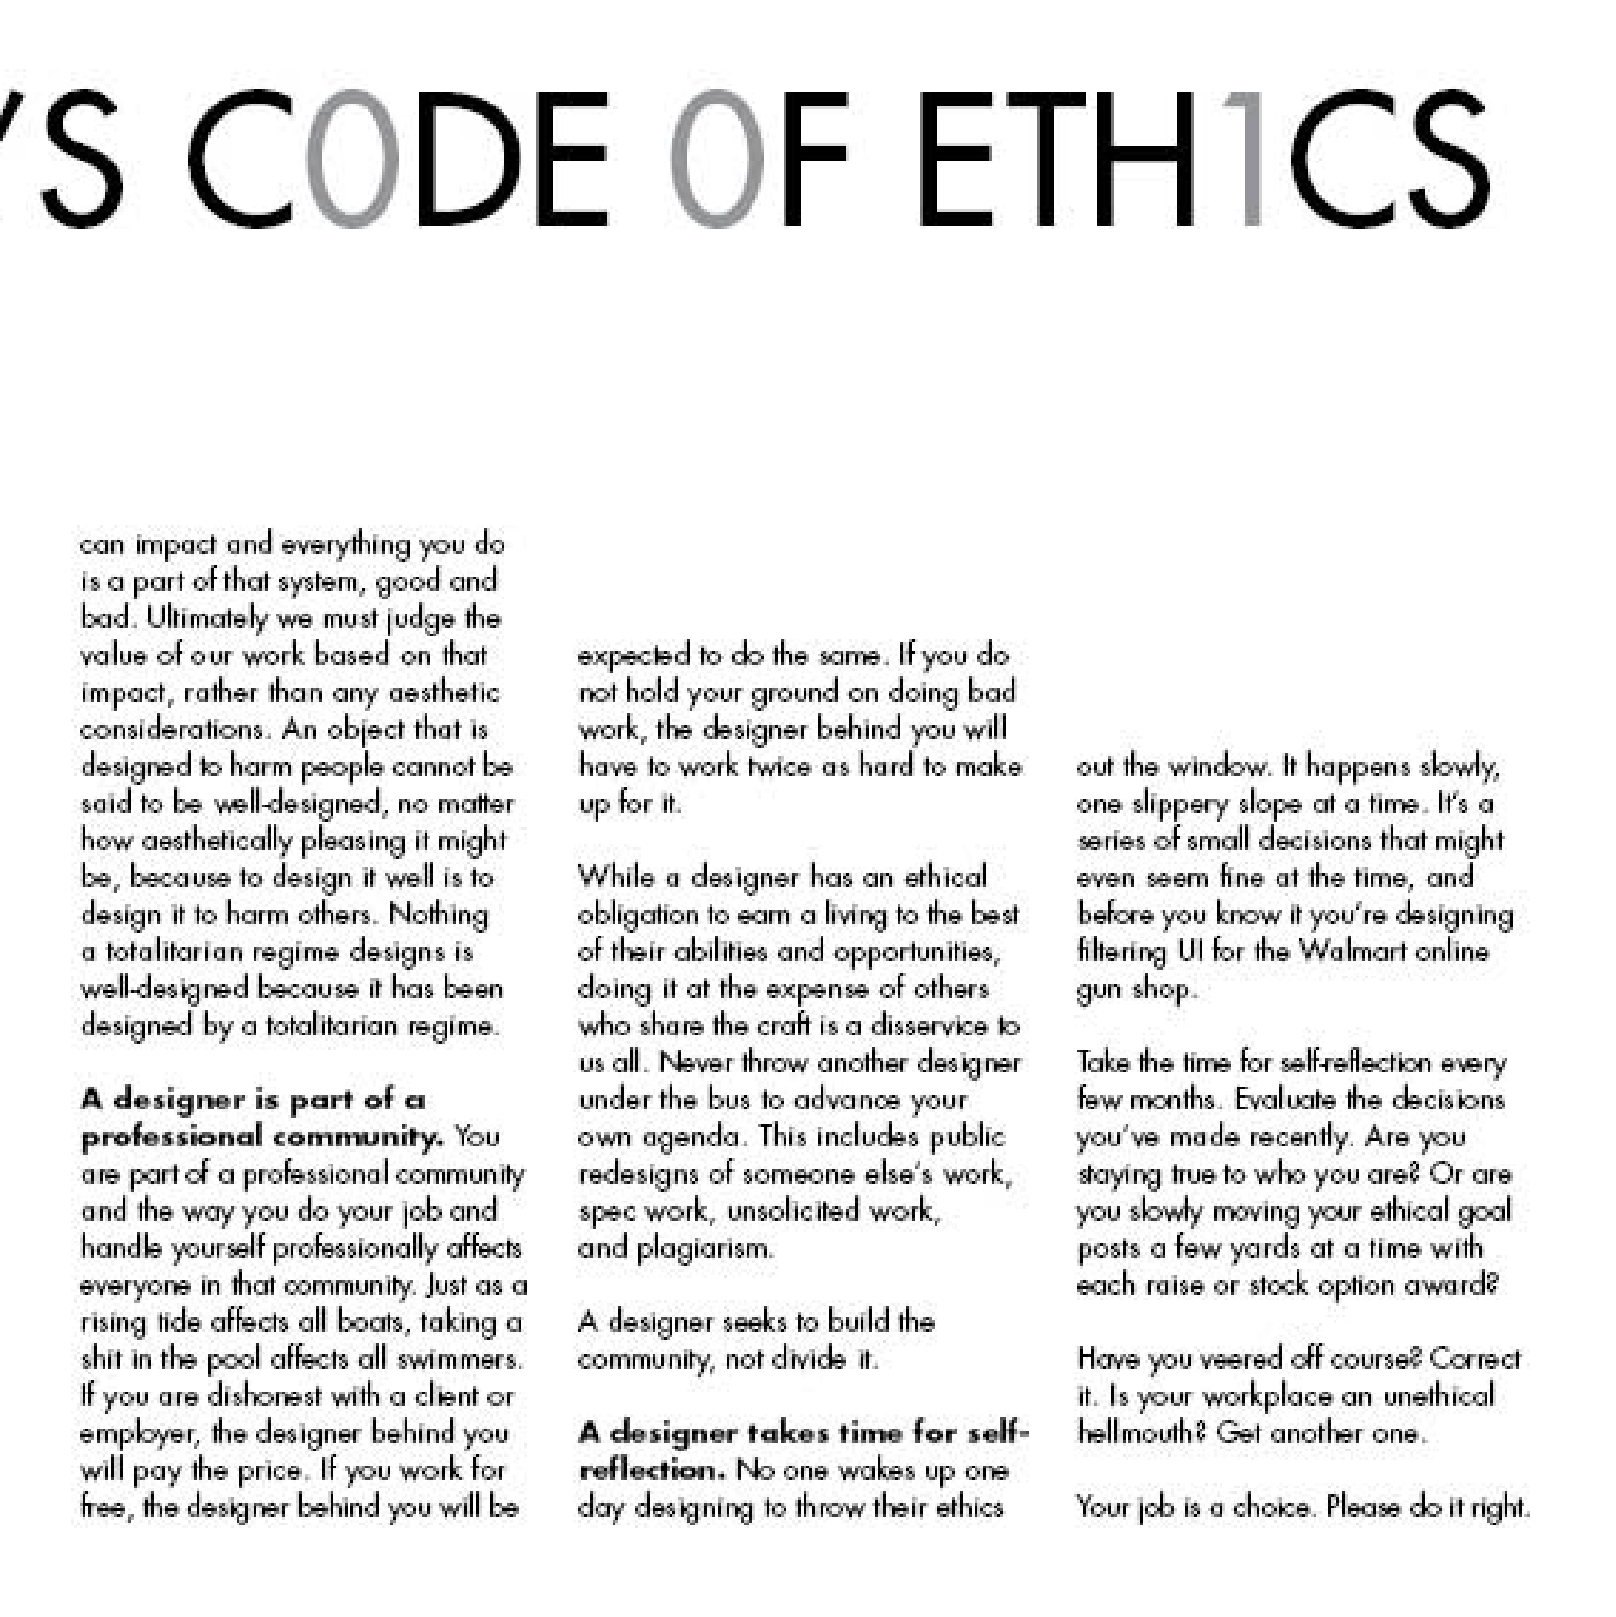 ’S C0DE 0F ETH1CS
can impact and everything you do
is a part of that system, good and
bad. Ultimately we must judge the
value of our work based on that
impact, rather than any aesthetic
considerations. An object that is
designed to harm people cannot be
said to be well-designed, no matter
how aesthetically pleasing it might
be, because to design it well is to
design it to harm others. Nothing
a totalitarian regime designs is
well-designed because it has been
designed by a totalitarian regime.
A designer is part of a
professional community. You
are part of a professional community
and the way you do your job and
handle yourself professionally affects
everyone in that community. Just as a
rising tide affects all boats, taking a
shit in the pool affects all swimmers.
If you are dishonest with a client or
employer, the designer behind you
will pay the price. If you work for
free, the designer behind you will be
expected to do the same. If you do
not hold your ground on doing bad
work, the designer behind you will
have to work twice as hard to make
up for it.
While a designer has an ethical
obligation to earn a living to the best
of their abilities and opportunities,
doing it at the expense of others
who share the craft is a disservice to
us all. Never throw another designer
under the bus to advance your
own agenda. This includes public
redesigns of someone else’s work,
spec work, unsolicited work,
and plagiarism.
A designer seeks to build the
community, not divide it.
A designer takes time for self-
reflection. No one wakes up one
day designing to throw their ethics
out the window. It happens slowly,
one slippery slope at a time. It’s a
series of small decisions that might
even seem fine at the time, and
before you know it you’re designing
filtering UI for the Walmart online
gun shop.
Take the time for self-reflection every
few months. Evaluate the decisions
you’ve made recently. Are you
staying true to who you are? Or are
you slowly moving your ethical goal
posts a few yards at a time with
each raise or stock option award?
Have you veered off course? Correct
it. Is your workplace an unethical
hellmouth? Get another one.
Your job is a choice. Please do it right.